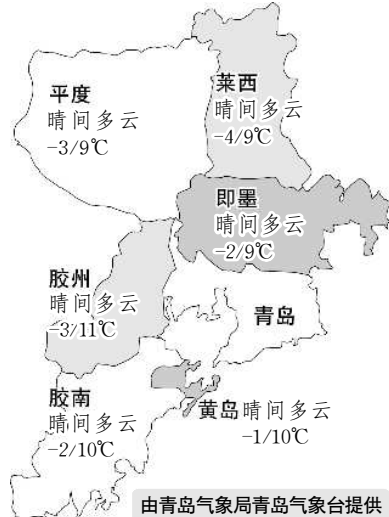 平度
晴间多云
-3/9℃
莱西
晴间多云
-4/9℃
即墨
晴间多云
-2/9℃
胶州
晴间多云
-3/11℃
青岛
胶南
晴间多云
-2/10℃
黄岛晴间多云
-1/10℃
由青岛气象局青岛气象台提供